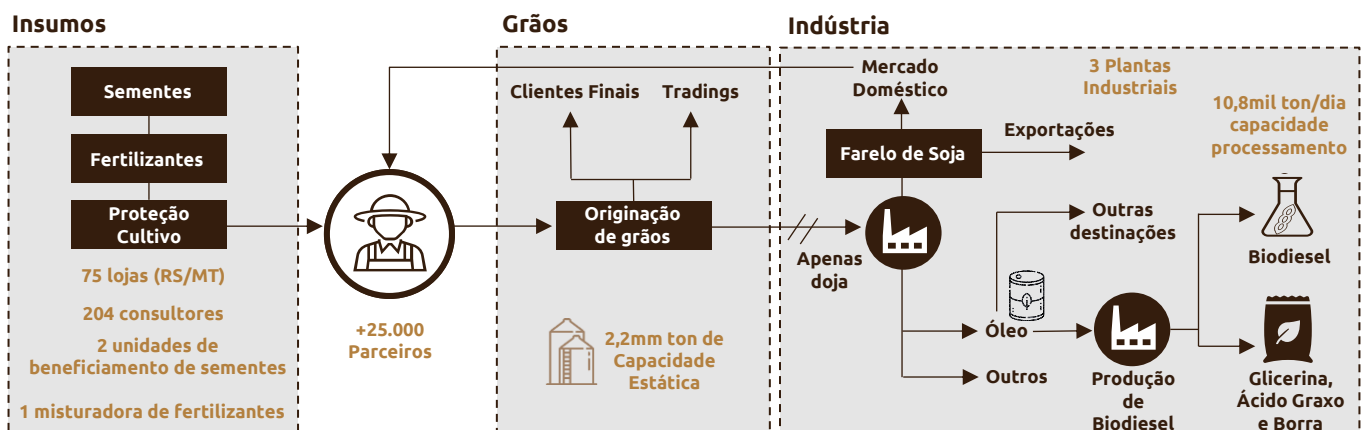 Insumos
Sementes
Fertilizantes
Proteção
Cultivo
75 lojas (RS/MT)
204 consultores
2 unidades de
beneficiamento de sementes
1 misturadora de fertilizantes
+25.000
Parceiros
Grãos
Clientes Finais
Tradings
Originação
de grãos
2,2mm ton de
Capacidade
Estática
Indústria
Mercado
Doméstico
3 Plantas
Industriais
10,8mil ton/dia
capacidade
processamento
Farelo de Soja
Exportações
Apenas
doja
Outras
destinações
Biodiesel
Óleo
Outros
Produção
de
Biodiesel
Glicerina,
Ácido Graxo
e Borra